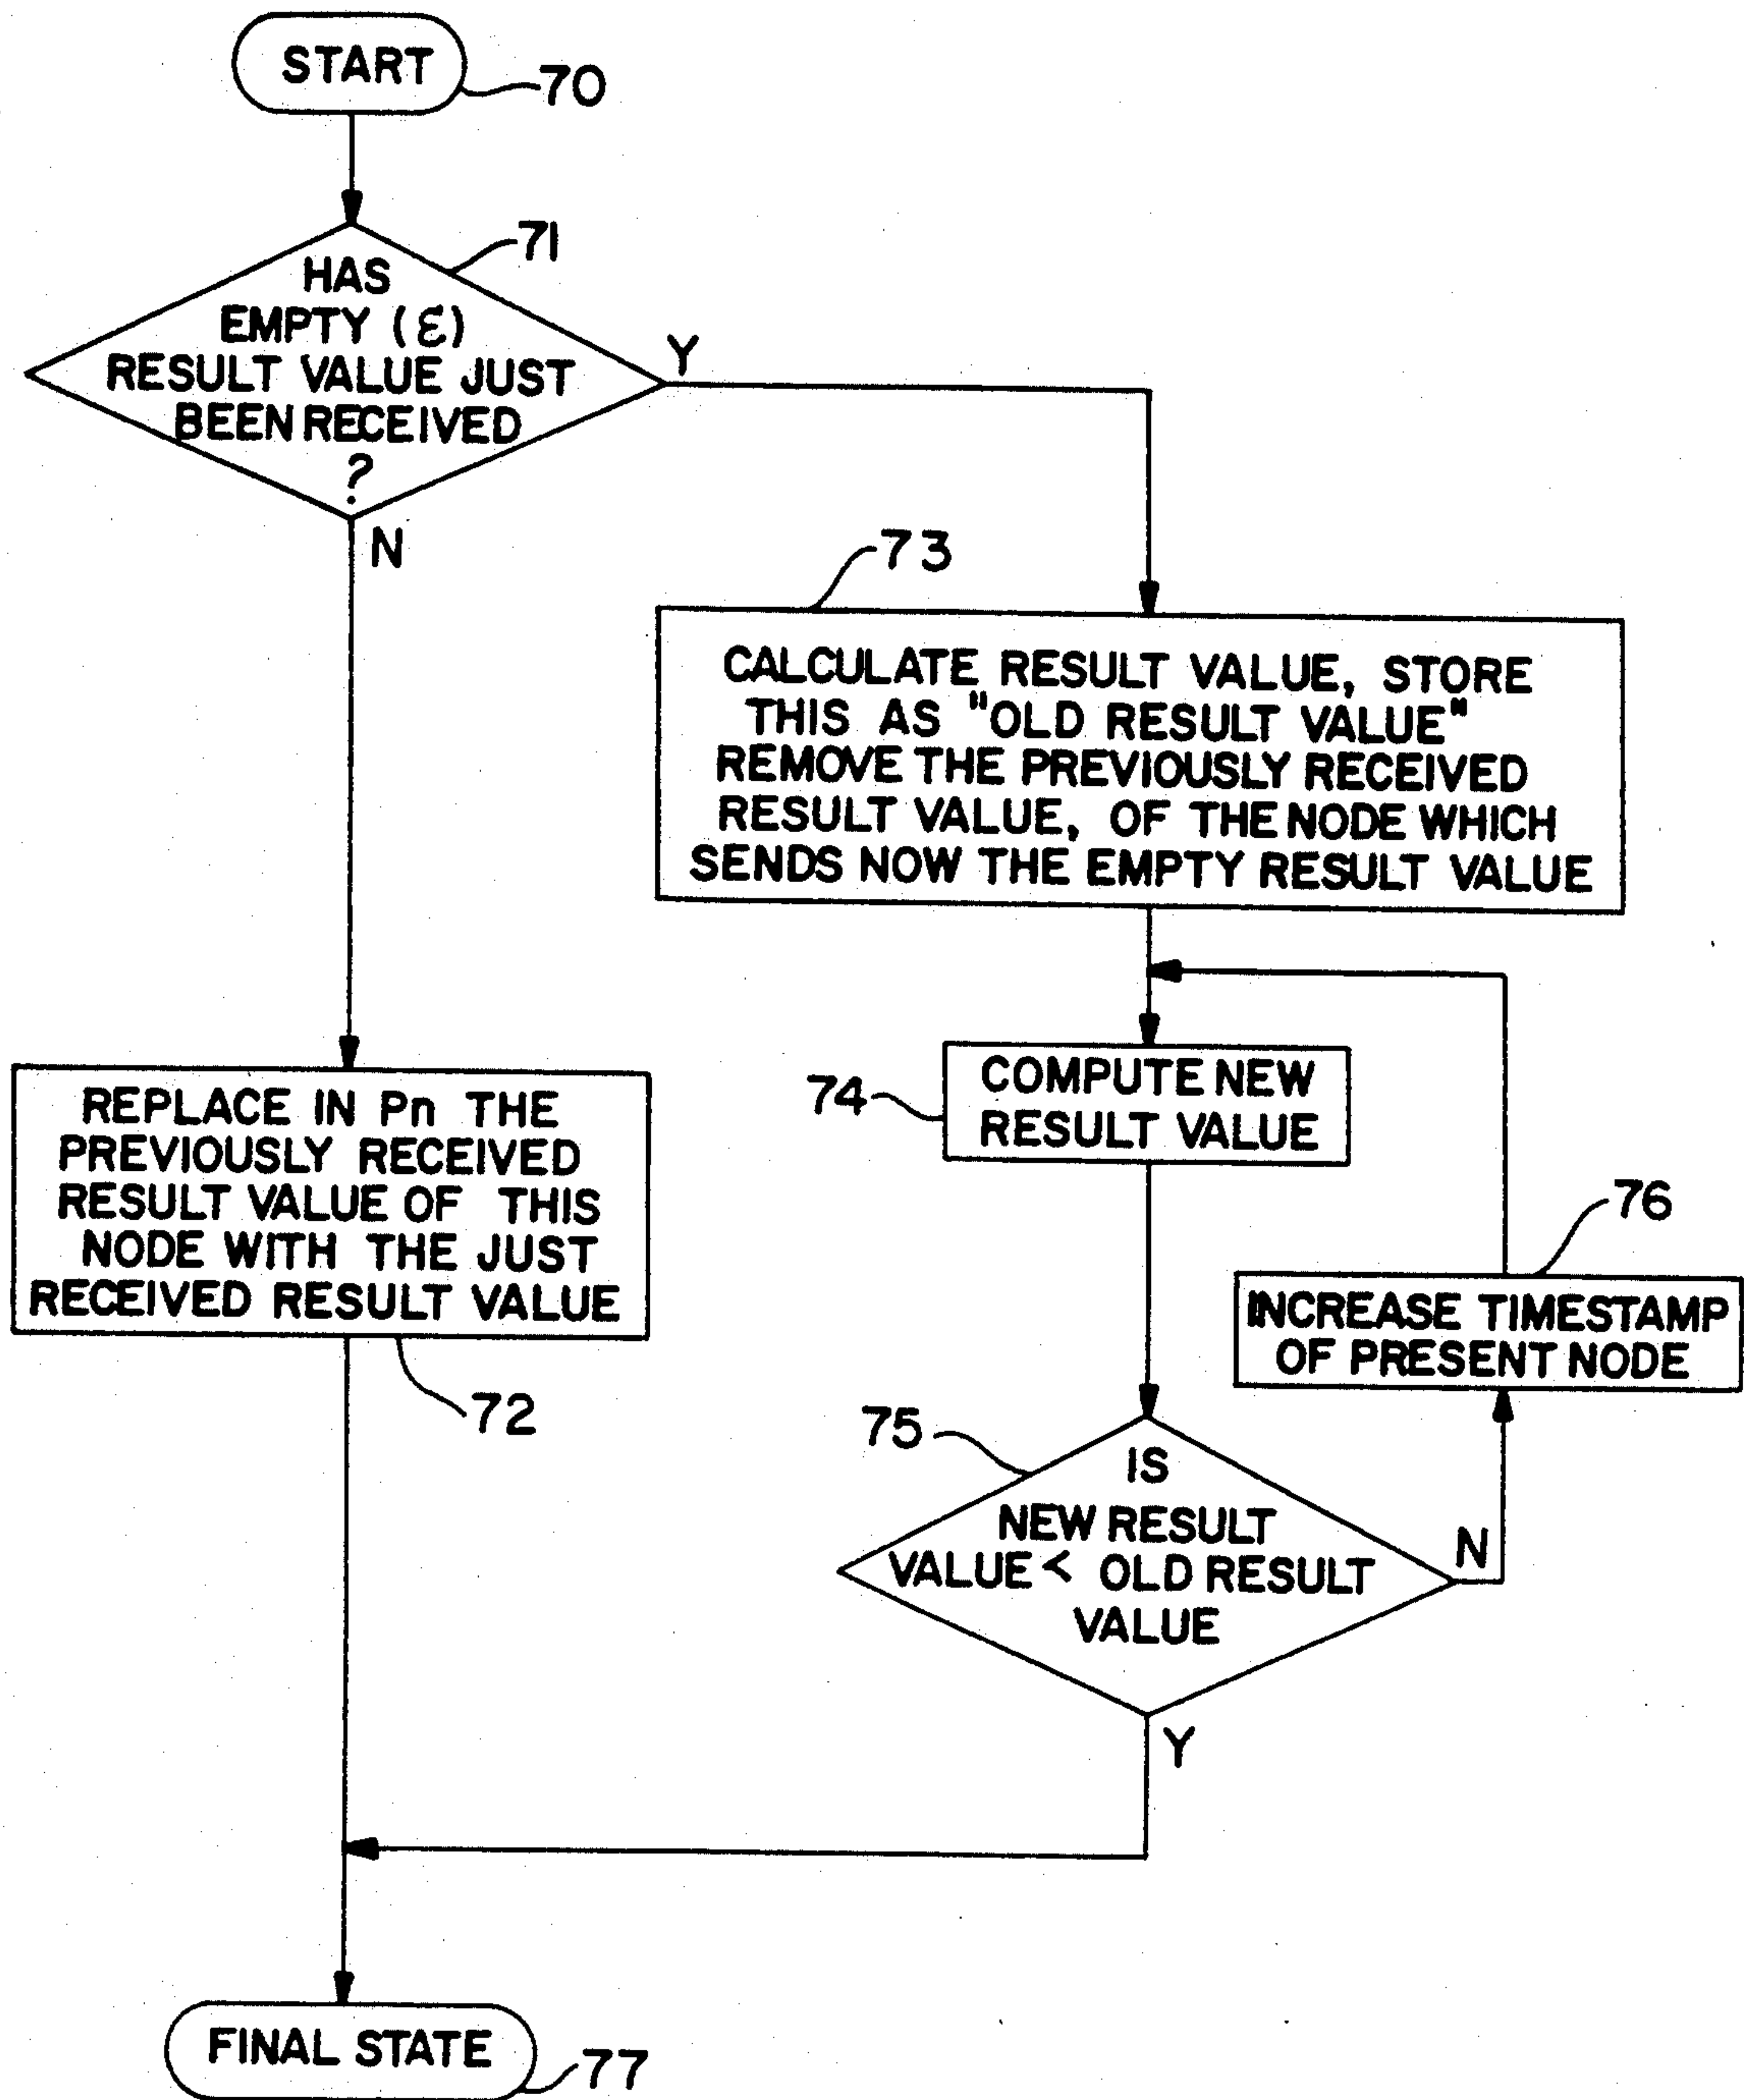 START
70
71
HAS
EMPTY (ε)
RESULT VALUE JUST
BEEN RECEIVED
?
Y
N
73
CALCULATE RESULT VALUE, STORE
THIS AS "OLD RESULT VALUE"
REMOVE THE PREVIOUSLY RECEIVED
RESULT VALUE, OF THE NODE WHICH
SENDS NOW THE EMPTY RESULT VALUE
74
COMPUTE NEW
RESULT VALUE
REPLACE IN Pn THE
PREVIOUSLY RECEIVED
RESULT VALUE OF THIS
NODE WITH THE JUST
RECEIVED RESULT VALUE
72
76
INCREASE TIMESTAMP
OF PRESENT NODE
75
IS
NEW RESULT
VALUE < OLD RESULT
VALUE
N
Y
FINAL STATE
77